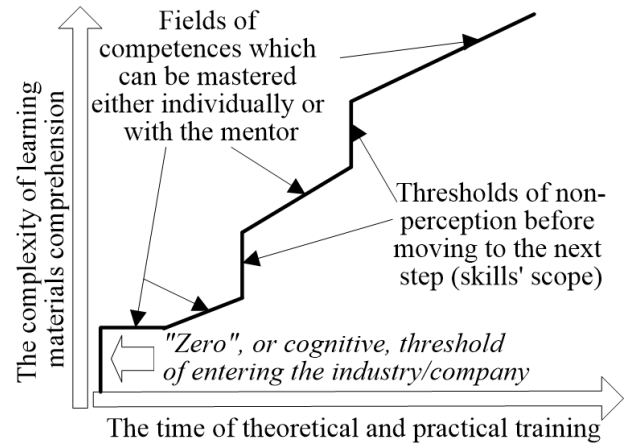 Fields of
competences which
can be mastered
either individually or
with the mentor
The complexity of learning
materials comprehension
Thresholds of non-
perception before
moving to the next
step (skills' scope)
"Zero", or cognitive, threshold
of entering the industry/company
The time of theoretical and practical training